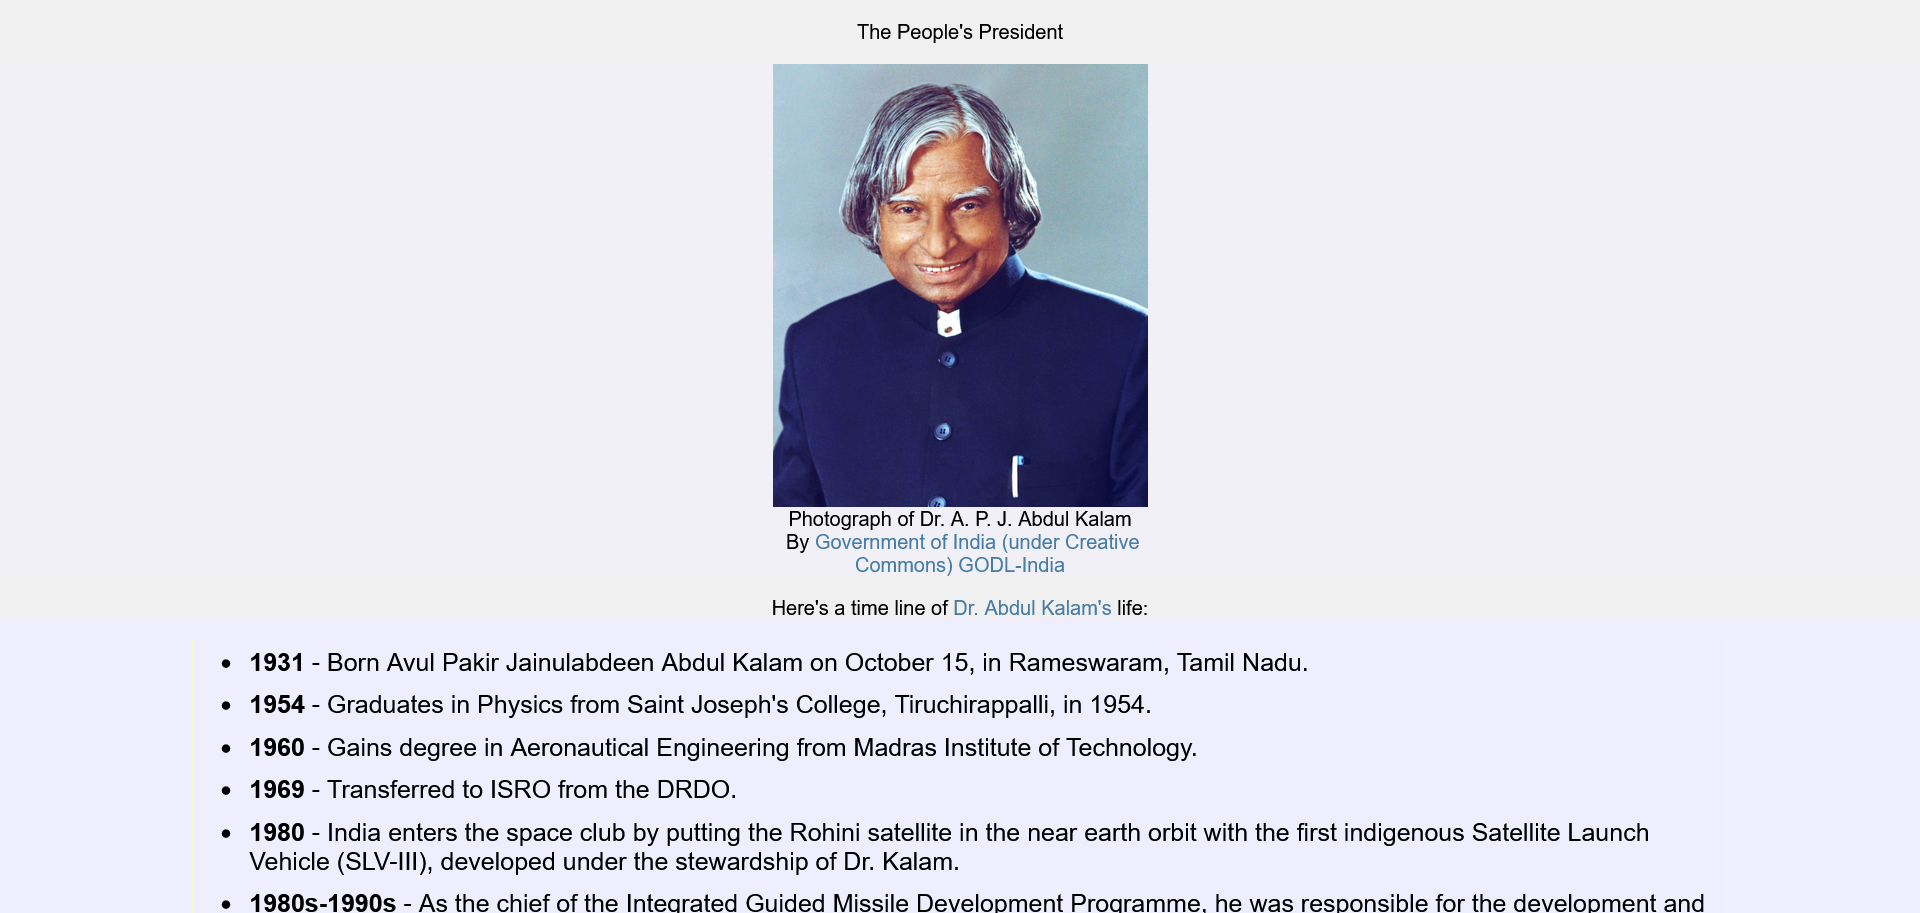 The People's President
Photograph of Dr. A. P. J. Abdul Kalam
By Government of India (under Creative
Commons) GODL-India
Here's a time line of Dr. Abdul Kalam's life:
• 1931 - Born Avul Pakir Jainulabdeen Abdul Kalam on October 15, in Rameswaram, Tamil Nadu.
• 1954 - Graduates in Physics from Saint Joseph's College, Tiruchirappalli, in 1954.
• 1960 - Gains degree in Aeronautical Engineering from Madras Institute of Technology.
• 1969 - Transferred to ISRO from the DRDO.
• 1980 - India enters the space club by putting the Rohini satellite in the near earth orbit with the first indigenous Satellite Launch
Vehicle (SLV-III), developed under the stewardship of Dr. Kalam.
• 1980s-1990s - As the chief of the Integrated Guided Missile Development Programme, he was responsible for the development and